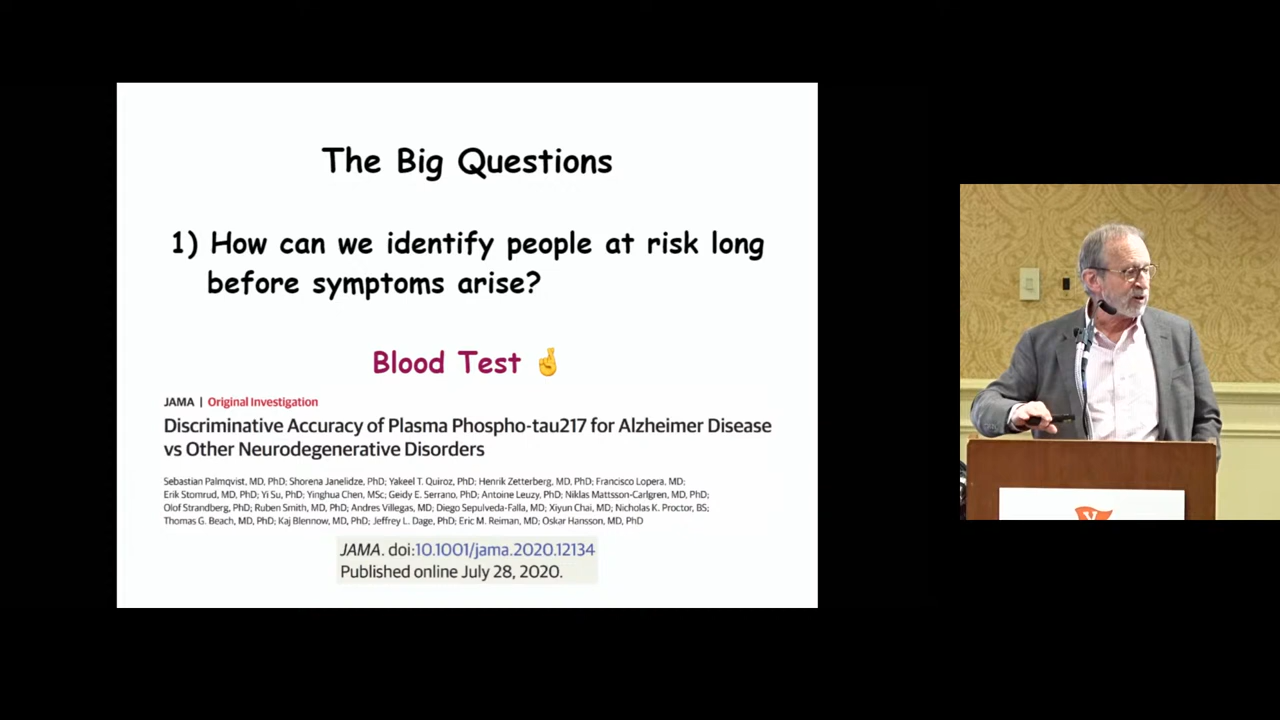 The Big Questions
1) How can we identify people at risk long
before symptoms arise?
Blood Test 🤞
JAMA | Original Investigation
Discriminative Accuracy of Plasma Phospho-tau217 for Alzheimer Disease
vs Other Neurodegenerative Disorders
Sebastian Palmqvist, MD, PhD; Shorena Janelidze, PhD; Yakeel T. Quiroz, PhD; Henrik Zetterberg, MD, PhD; Francisco Lopera, MD;
Erik Stomrud, MD, PhD; Yi Su, PhD; Yinghua Chen, MSc; Geidy E. Serrano, PhD; Antoine Leuzy, PhD; Niklas Mattsson-Carlgren, MD, PhD;
Olof Strandberg, PhD; Ruben Smith, MD, PhD; Andres Villegas, MD; Diego Sepulveda-Falla, MD; Xiyun Chai, MD; Nicholas K. Proctor, BS;
Thomas G. Beach, MD, PhD; Kaj Blennow, MD, PhD; Jeffrey L. Dage, PhD; Eric M. Reiman, MD; Oskar Hansson, MD, PhD
JAMA. doi:10.1001/jama.2020.12134
Published online July 28, 2020.